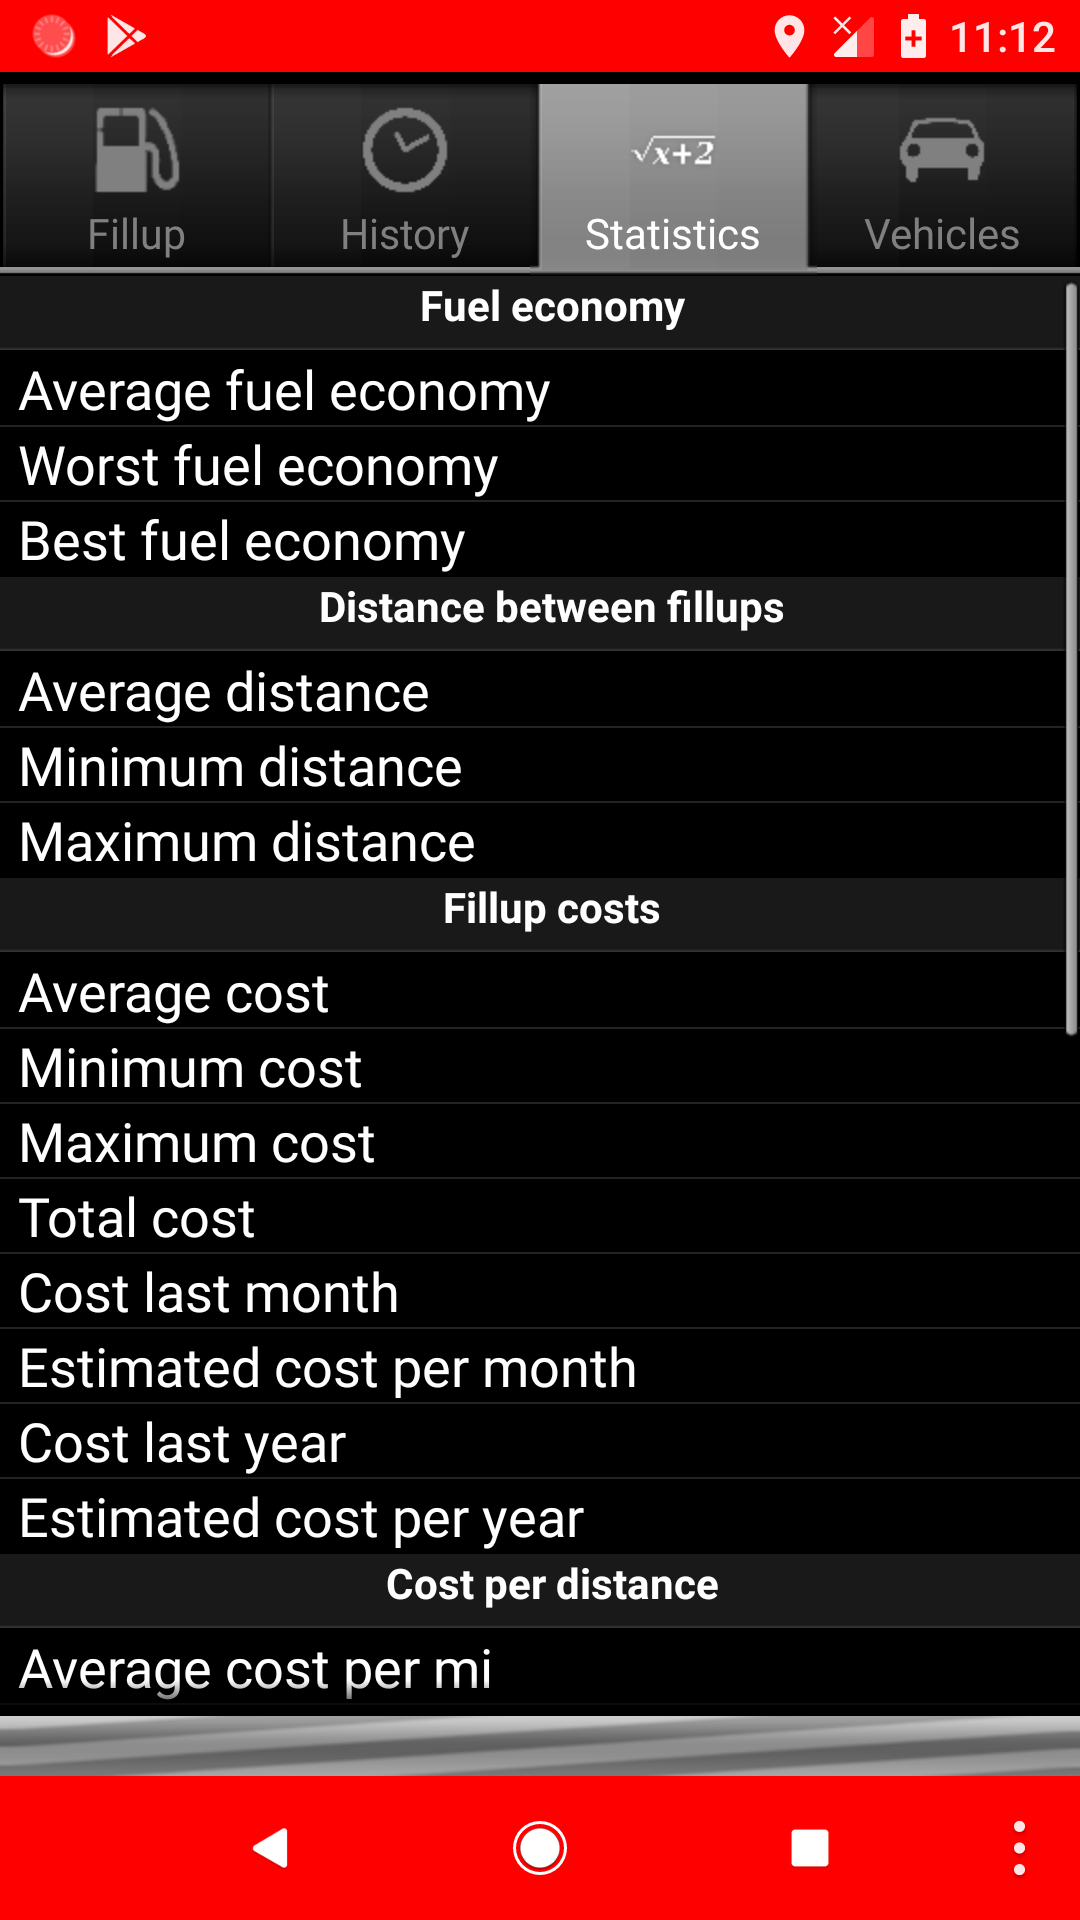 11:12
Fillup
History
√x+2
Statistics
Vehicles
Fuel economy
Average fuel economy
Worst fuel economy
Best fuel economy
Distance between fillups
Average distance
Minimum distance
Maximum distance
Fillup costs
Average cost
Minimum cost
Maximum cost
Total cost
Cost last month
Estimated cost per month
Cost last year
Estimated cost per year
Cost per distance
Average cost per mi